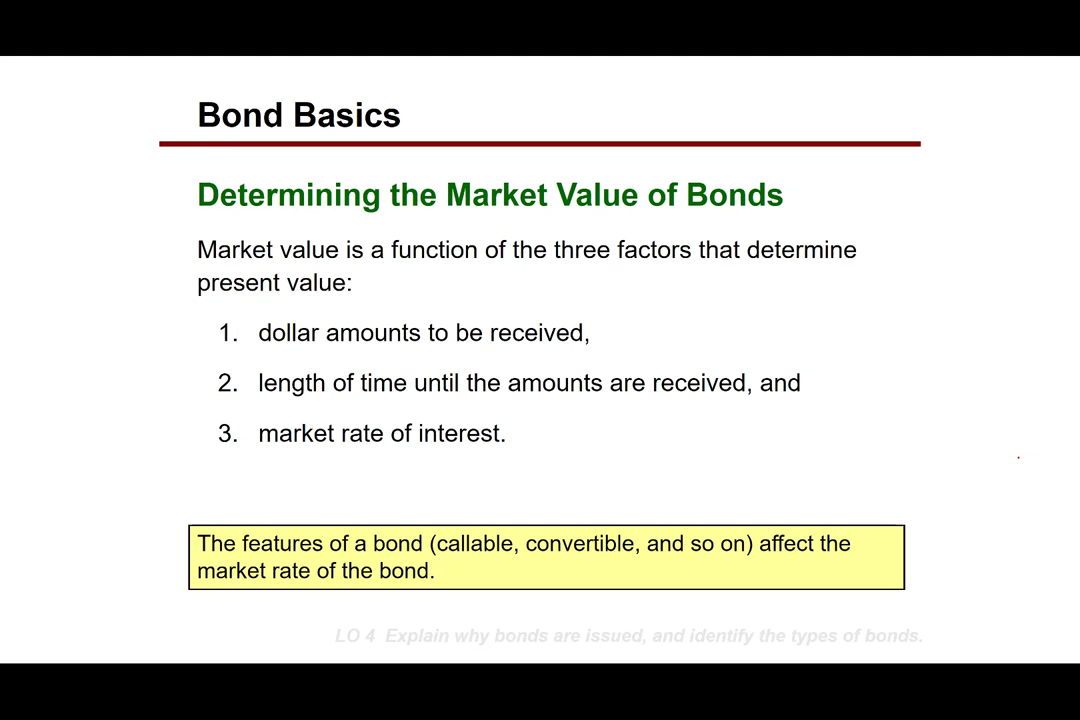 Bond Basics
Determining the Market Value of Bonds
Market value is a function of the three factors that determine
present value:
1. dollar amounts to be received,
2. length of time until the amounts are received, and
3. market rate of interest.
The features of a bond (callable, convertible, and so on) affect the
market rate of the bond.
LO 4 Explain why bonds are issued, and identify the types of bonds.